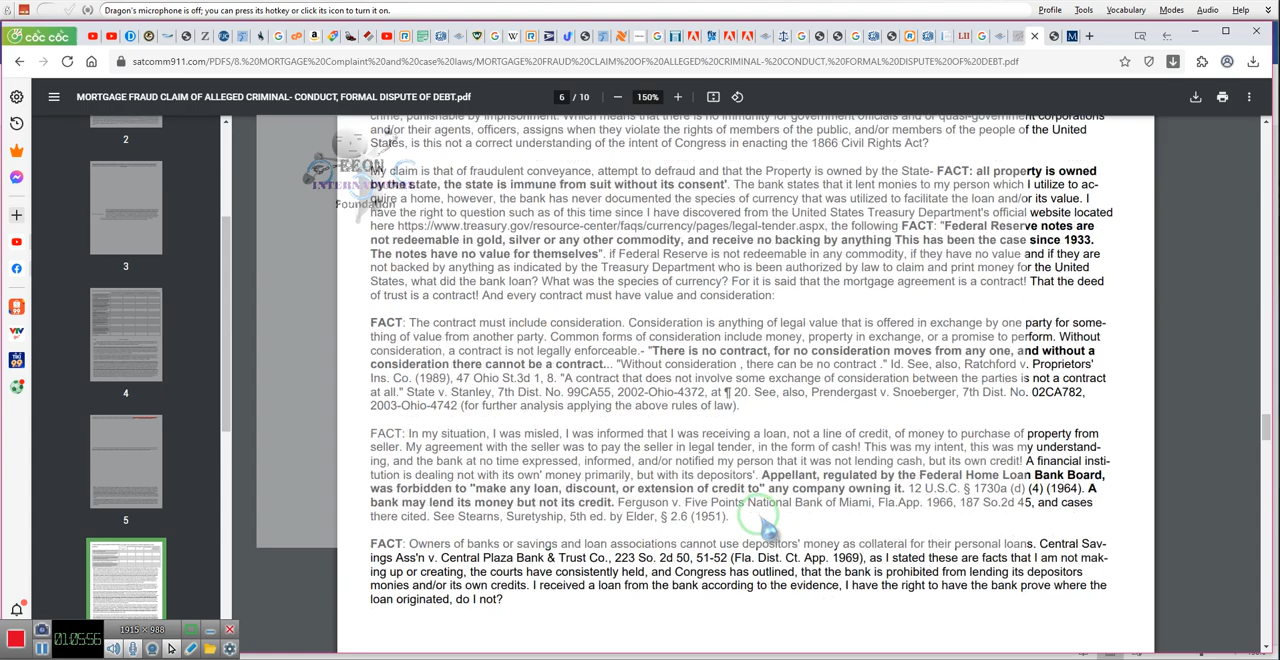 Dragon's microphone is off; you can press its hotkey or click its icon to turn it on.
Profile Tools Vocabulary Modes Audio Help
cốc cốc
satcomm911.com/PDFS/8.%20MORTGAGE%20Complaint%20and%20case%20laws/MORTGAGE%20FRAUD%20CLAIM%20OF%20ALLEGED%20CRIMINAL-%20CONDUCT,%20FORMAL%20DISPUTE%20OF%20DEBT.pdf
MORTGAGE FRAUD CLAIM OF ALLEGED CRIMINAL- CONDUCT, FORMAL DISPUTE OF DEBT.pdf
6 / 10 150%
2
3
4
5
crime, punishable by imprisonment. Which means that there is no immunity for government officials and or quasi-government corporations
and/or their agents, officers, assigns when they violate the rights of members of the public, and/or members of the people of the United
States, is this not a correct understanding of the intent of Congress in enacting the 1866 Civil Rights Act?
EEON
INTERNATIONAL
Foundation
My claim is that of fraudulent conveyance, attempt to defraud and that the Property is owned by the State- FACT: all property is owned
by the state, the state is immune from suit without its consent'. The bank states that it lent monies to my person which I utilize to ac-
quire a home, however, the bank has never documented the species of currency that was utilized to facilitate the loan and/or its value. I
have the right to question such as of this time since I have discovered from the United States Treasury Department's official website located
here https://www.treasury.gov/resource-center/faqs/currency/pages/legal-tender.aspx, the following FACT: "Federal Reserve notes are
not redeemable in gold, silver or any other commodity, and receive no backing by anything This has been the case since 1933.
The notes have no value for themselves". if Federal Reserve is not redeemable in any commodity, if they have no value and if they are
not backed by anything as indicated by the Treasury Department who is been authorized by law to claim and print money for the United
States, what did the bank loan? What was the species of currency? For it is said that the mortgage agreement is a contract! That the deed
of trust is a contract! And every contract must have value and consideration:
FACT: The contract must include consideration. Consideration is anything of legal value that is offered in exchange by one party for some-
thing of value from another party. Common forms of consideration include money, property in exchange, or a promise to perform. Without
consideration, a contract is not legally enforceable.- "There is no contract, for no consideration moves from any one, and without a
consideration there cannot be a contract... "Without consideration , there can be no contract ." Id. See, also, Ratchford v. Proprietors'
Ins. Co. (1989), 47 Ohio St.3d 1, 8. "A contract that does not involve some exchange of consideration between the parties is not a contract
at all." State v. Stanley, 7th Dist. No. 99CA55, 2002-Ohio-4372, at ¶ 20. See, also, Prendergast v. Snoeberger, 7th Dist. No. 02CA782,
2003-Ohio-4742 (for further analysis applying the above rules of law).
FACT: In my situation, I was misled, I was informed that I was receiving a loan, not a line of credit, of money to purchase of property from
seller. My agreement with the seller was to pay the seller in legal tender, in the form of cash! This was my intent, this was my understand-
ing, and the bank at no time expressed, informed, and/or notified my person that it was not lending cash, but its own credit! A financial insti-
tution is dealing not with its own' money primarily, but with its depositors'. Appellant, regulated by the Federal Home Loan Bank Board,
was forbidden to "make any loan, discount, or extension of credit to" any company owning it. 12 U.S.C. § 1730a (d) (4) (1964). A
bank may lend its money but not its credit. Ferguson v. Five Points National Bank of Miami, Fla.App. 1966, 187 So.2d 45, and cases
there cited. See Stearns, Suretyship, 5th ed. by Elder, § 2.6 (1951).
FACT: Owners of banks or savings and loan associations cannot use depositors' money as collateral for their personal loans. Central Sav-
ings Ass'n v. Central Plaza Bank & Trust Co., 223 So. 2d 50, 51-52 (Fla. Dist. Ct. App. 1969), as I stated these are facts that I am not mak-
ing up or creating, the courts have consistently held, and Congress has outlined, that the bank is prohibited from lending its depositors
monies and/or its own credits. I received a loan from the bank according to the evidence, I have the right to have the bank prove where the
loan originated, do I not?
01:05:56
1915 x 988